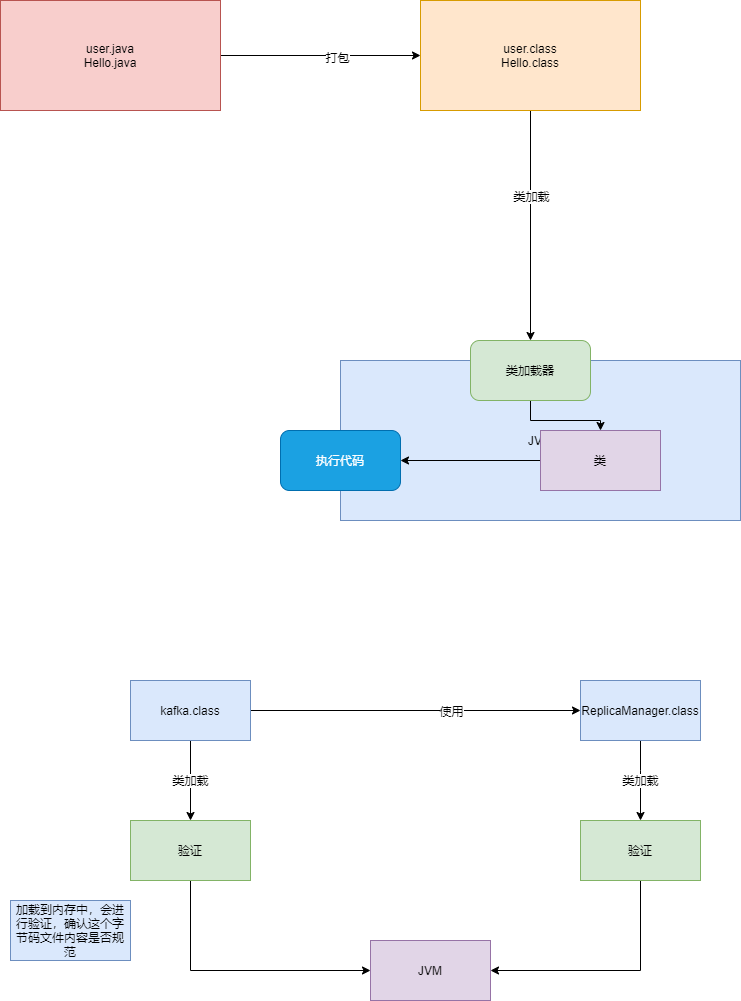 user.java
Hello.java
打包
user.class
Hello.class
类加载
类加载器
JV
执行代码
类
kafka.class
使用
ReplicaManager.class
类加载
类加载
验证
验证
加载到内存中，会进
行验证，确认这个字
节码文件内容是否规
范
JVM